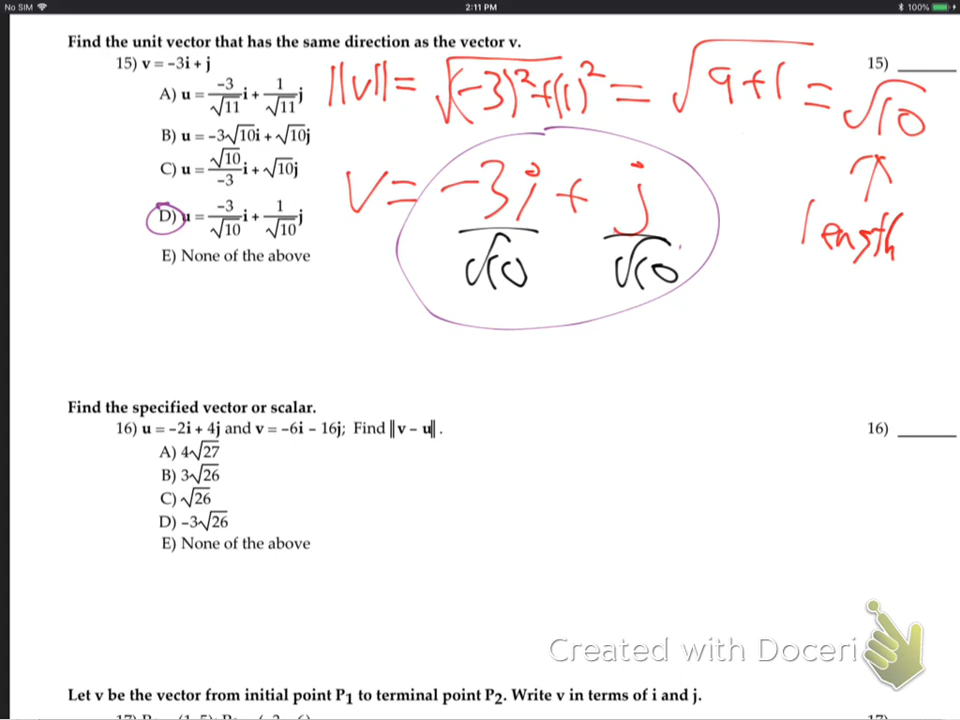 No SIM 2:11 PM 100%
Find the unit vector that has the same direction as the vector v.
15) v = −3i + j 15) ______
||v|| = √(-3)²+(1)² = √9+1 = √10
A) u = −3/√11 i + 1/√11 j
B) u = −3√10i + √10j
C) u = √10/−3 i + √10j
V = -3i/√10 + j/√10
↑
length
D) u = −3/√10 i + 1/√10 j
E) None of the above
Find the specified vector or scalar.
16) u = −2i + 4j and v = −6i − 16j; Find ||v − u||. 16) ______
A) 4√27
B) 3√26
C) √26
D) −3√26
E) None of the above
Created with Doceri
Let v be the vector from initial point P1 to terminal point P2. Write v in terms of i and j.